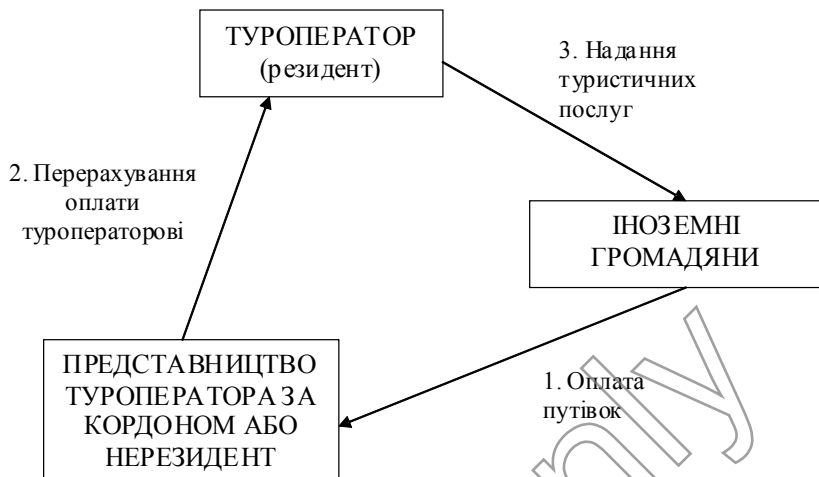 ТУРОПЕРАТОР
(резидент)
3. Надання
туристичних
послуг
2. Перерахування
оплати
туроператорові
ІНОЗЕМНІ
ГРОМАДЯНИ
ПРЕДСТАВНИЦТВО
ТУРОПЕРАТОРА ЗА
КОРДОНОМ АБО
НЕРЕЗИДЕНТ
1. Оплата
путівок
nly